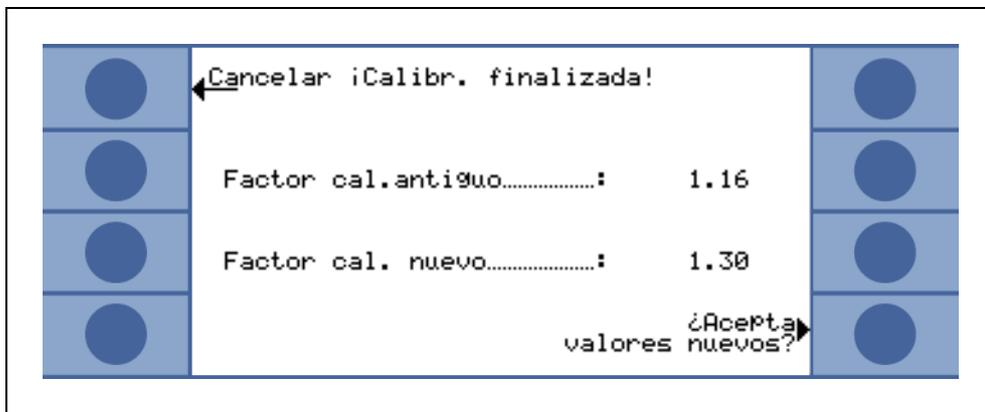 Cancelar ¡Calibr. finalizada!
Factor cal.antiguo……………: 1.16
Factor cal. nuevo……………: 1.30
¿Acepta
valores nuevos?